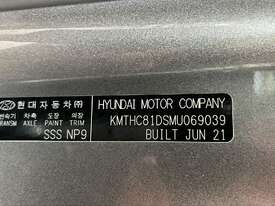 현대자동차㈜
HYUNDAI MOTOR COMPANY
변속기 차축 도장 의장
TRANSM AXLE PAINT TRIM
KMTHC81DSMU069039
SSS NP9
BUILT JUN 21